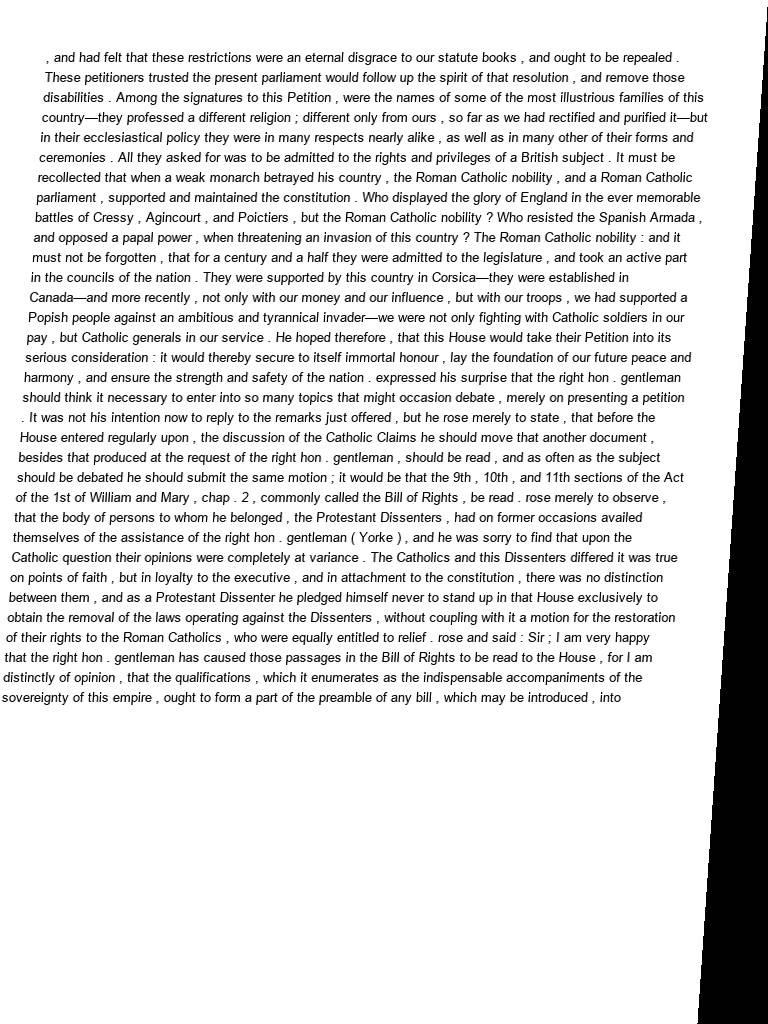 , and had felt that these restrictions were an eternal disgrace to our statute books , and ought to be repealed .
These petitioners trusted the present parliament would follow up the spirit of that resolution , and remove those
disabilities . Among the signatures to this Petition , were the names of some of the most illustrious families of this
country—they professed a different religion ; different only from ours , so far as we had rectified and purified it—but
in their ecclesiastical policy they were in many respects nearly alike , as well as in many other of their forms and
ceremonies . All they asked for was to be admitted to the rights and privileges of a British subject . It must be
recollected that when a weak monarch betrayed his country , the Roman Catholic nobility , and a Roman Catholic
parliament , supported and maintained the constitution . Who displayed the glory of England in the ever memorable
battles of Cressy , Agincourt , and Poictiers , but the Roman Catholic nobility ? Who resisted the Spanish Armada ,
and opposed a papal power , when threatening an invasion of this country ? The Roman Catholic nobility : and it
must not be forgotten , that for a century and a half they were admitted to the legislature , and took an active part
in the councils of the nation . They were supported by this country in Corsica—they were established in
Canada—and more recently , not only with our money and our influence , but with our troops , we had supported a
Popish people against an ambitious and tyrannical invader—we were not only fighting with Catholic soldiers in our
pay , but Catholic generals in our service . He hoped therefore , that this House would take their Petition into its
serious consideration : it would thereby secure to itself immortal honour , lay the foundation of our future peace and
harmony , and ensure the strength and safety of the nation . expressed his surprise that the right hon . gentleman
should think it necessary to enter into so many topics that might occasion debate , merely on presenting a petition
. It was not his intention now to reply to the remarks just offered , but he rose merely to state , that before the
House entered regularly upon , the discussion of the Catholic Claims he should move that another document ,
besides that produced at the request of the right hon . gentleman , should be read , and as often as the subject
should be debated he should submit the same motion ; it would be that the 9th , 10th , and 11th sections of the Act
of the 1st of William and Mary , chap . 2 , commonly called the Bill of Rights , be read . rose merely to observe ,
that the body of persons to whom he belonged , the Protestant Dissenters , had on former occasions availed
themselves of the assistance of the right hon . gentleman ( Yorke ) , and he was sorry to find that upon the
Catholic question their opinions were completely at variance . The Catholics and this Dissenters differed it was true
on points of faith , but in loyalty to the executive , and in attachment to the constitution , there was no distinction
between them , and as a Protestant Dissenter he pledged himself never to stand up in that House exclusively to
obtain the removal of the laws operating against the Dissenters , without coupling with it a motion for the restoration
of their rights to the Roman Catholics , who were equally entitled to relief . rose and said : Sir ; I am very happy
that the right hon . gentleman has caused those passages in the Bill of Rights to be read to the House , for I am
distinctly of opinion , that the qualifications , which it enumerates as the indispensable accompaniments of the
sovereignty of this empire , ought to form a part of the preamble of any bill , which may be introduced , into